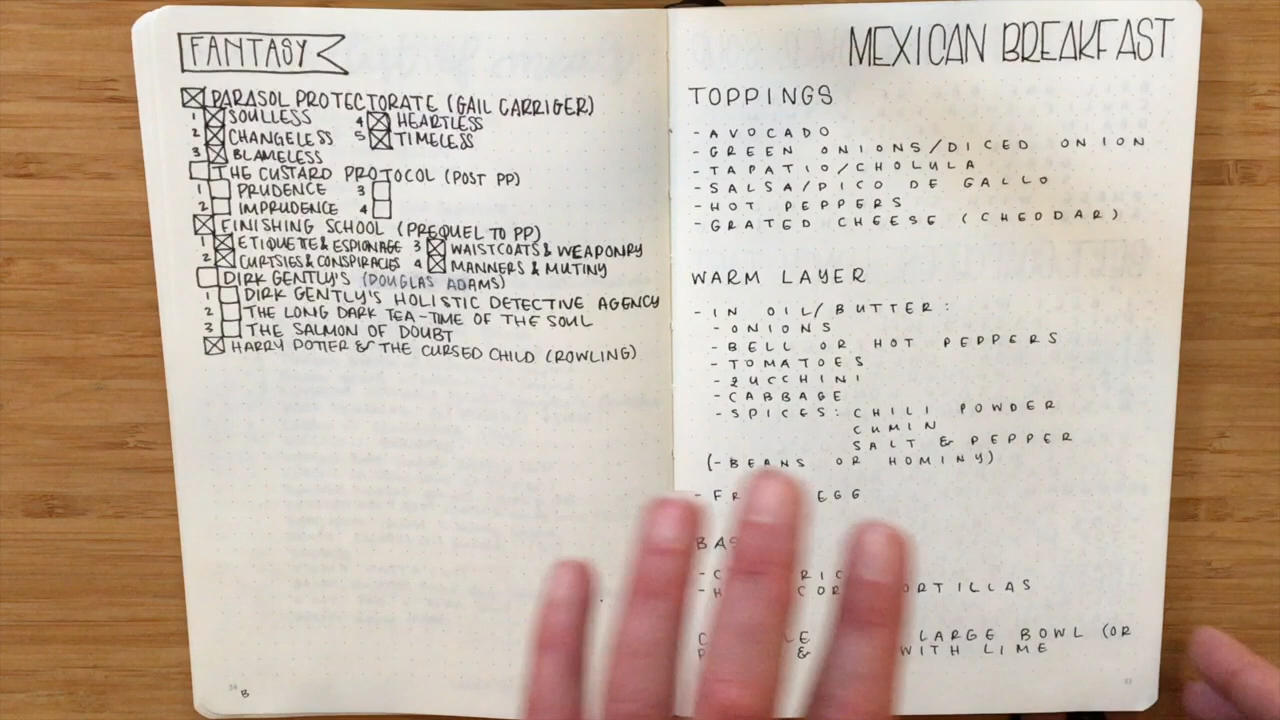 FANTASY
PARASOL PROTECTORATE (GAIL CARRIGER)
1 SOULLESS 4 HEARTLESS
2 CHANGELESS 5 TIMELESS
3 BLAMELESS
THE CUSTARD PROTOCOL (POST PP)
1 PRUDENCE 3
2 IMPRUDENCE 4
FINISHING SCHOOL (PREQUEL TO PP)
1 ETIQUETTE & ESPIONAGE 3 WAISTCOATS & WEAPONRY
2 CURTSIES & CONSPIRACIES 4 MANNERS & MUTINY
DIRK GENTLY'S (DOUGLAS ADAMS)
1 DIRK GENTLY'S HOLISTIC DETECTIVE AGENCY
2 THE LONG DARK TEA-TIME OF THE SOUL
3 THE SALMON OF DOUBT
HARRY POTTER & THE CURSED CHILD (ROWLING)
MEXICAN BREAKFAST
TOPPINGS
- AVOCADO
- GREEN ONIONS/DICED ONION
- TAPATIO/CHOLULA
- SALSA/PICO DE GALLO
- HOT PEPPERS
- GRATED CHEESE (CHEDDAR)
WARM LAYER
- IN OIL/BUTTER:
- ONIONS
- BELL OR HOT PEPPERS
- TOMATOES
- ZUCCHINI
- CABBAGE
- SPICES: CHILI POWDER
CUMIN
SALT & PEPPER
(- BEANS OR HOMINY)
- EGG
TORTILLAS
LARGE BOWL (OR
& WITH LIME